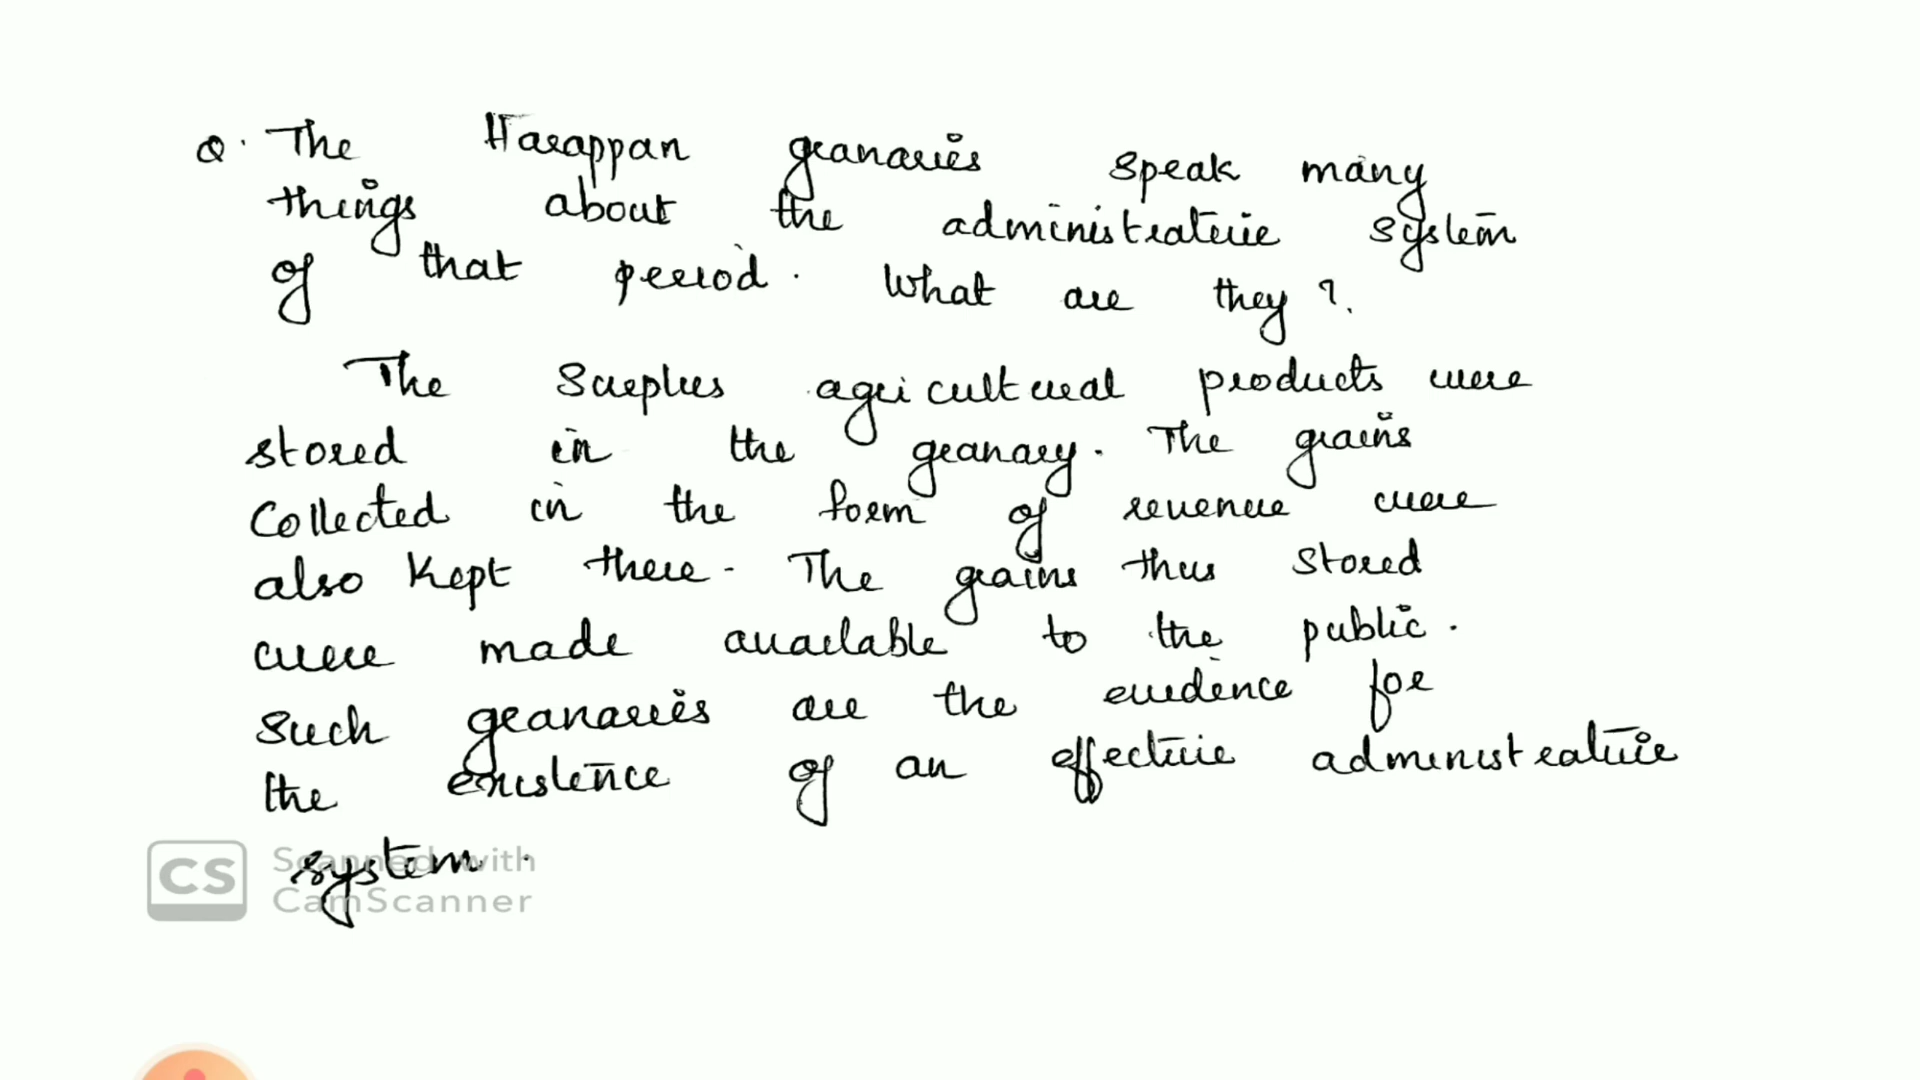 Q. The Harappan granaries speak many
things about the administrative system
of that period. What are they?.
The Surplus agricultural products were
stored in the granary. The grains
Collected in the form of revenue were
also Kept there. The grains thus stored
were made available to the public.
Such granaries are the evidence for
the existence of an effective administrative
system.
CS Scanned with
CamScanner